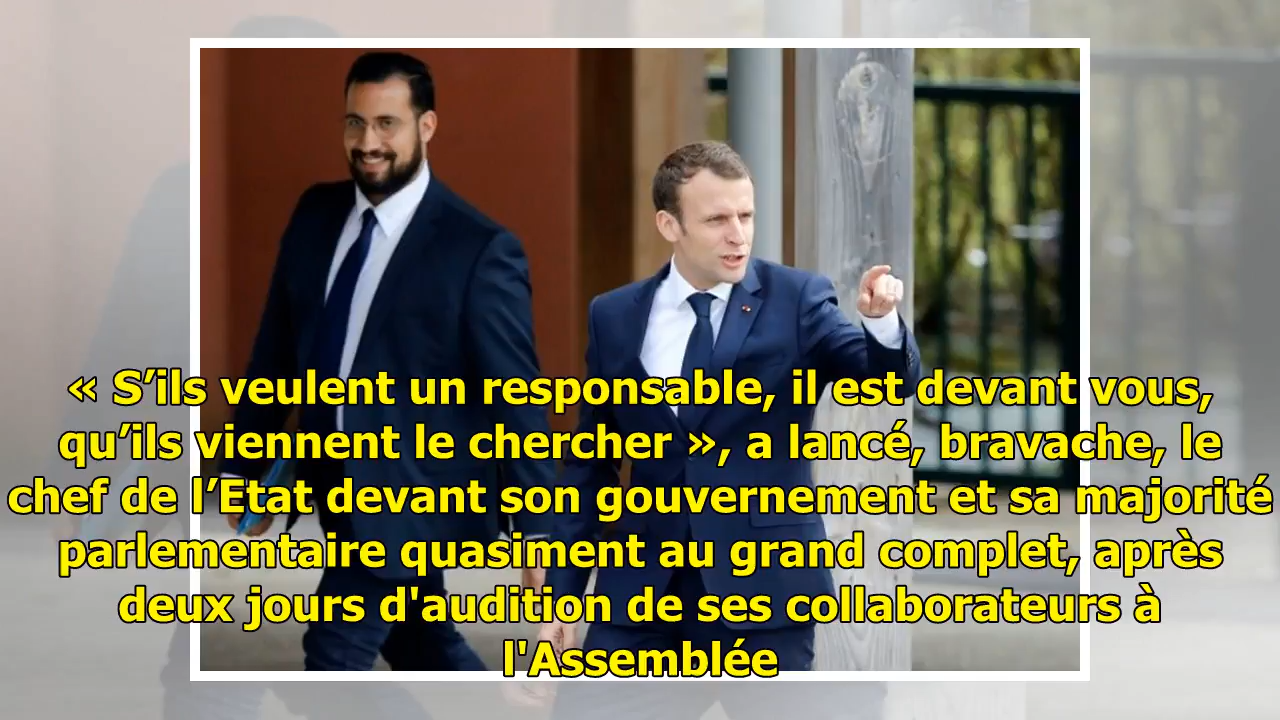 « S’ils veulent un responsable, il est devant vous,
qu’ils viennent le chercher », a lancé, bravache, le
chef de l’Etat devant son gouvernement et sa majorité
parlementaire quasiment au grand complet, après
deux jours d'audition de ses collaborateurs à
l'Assemblée